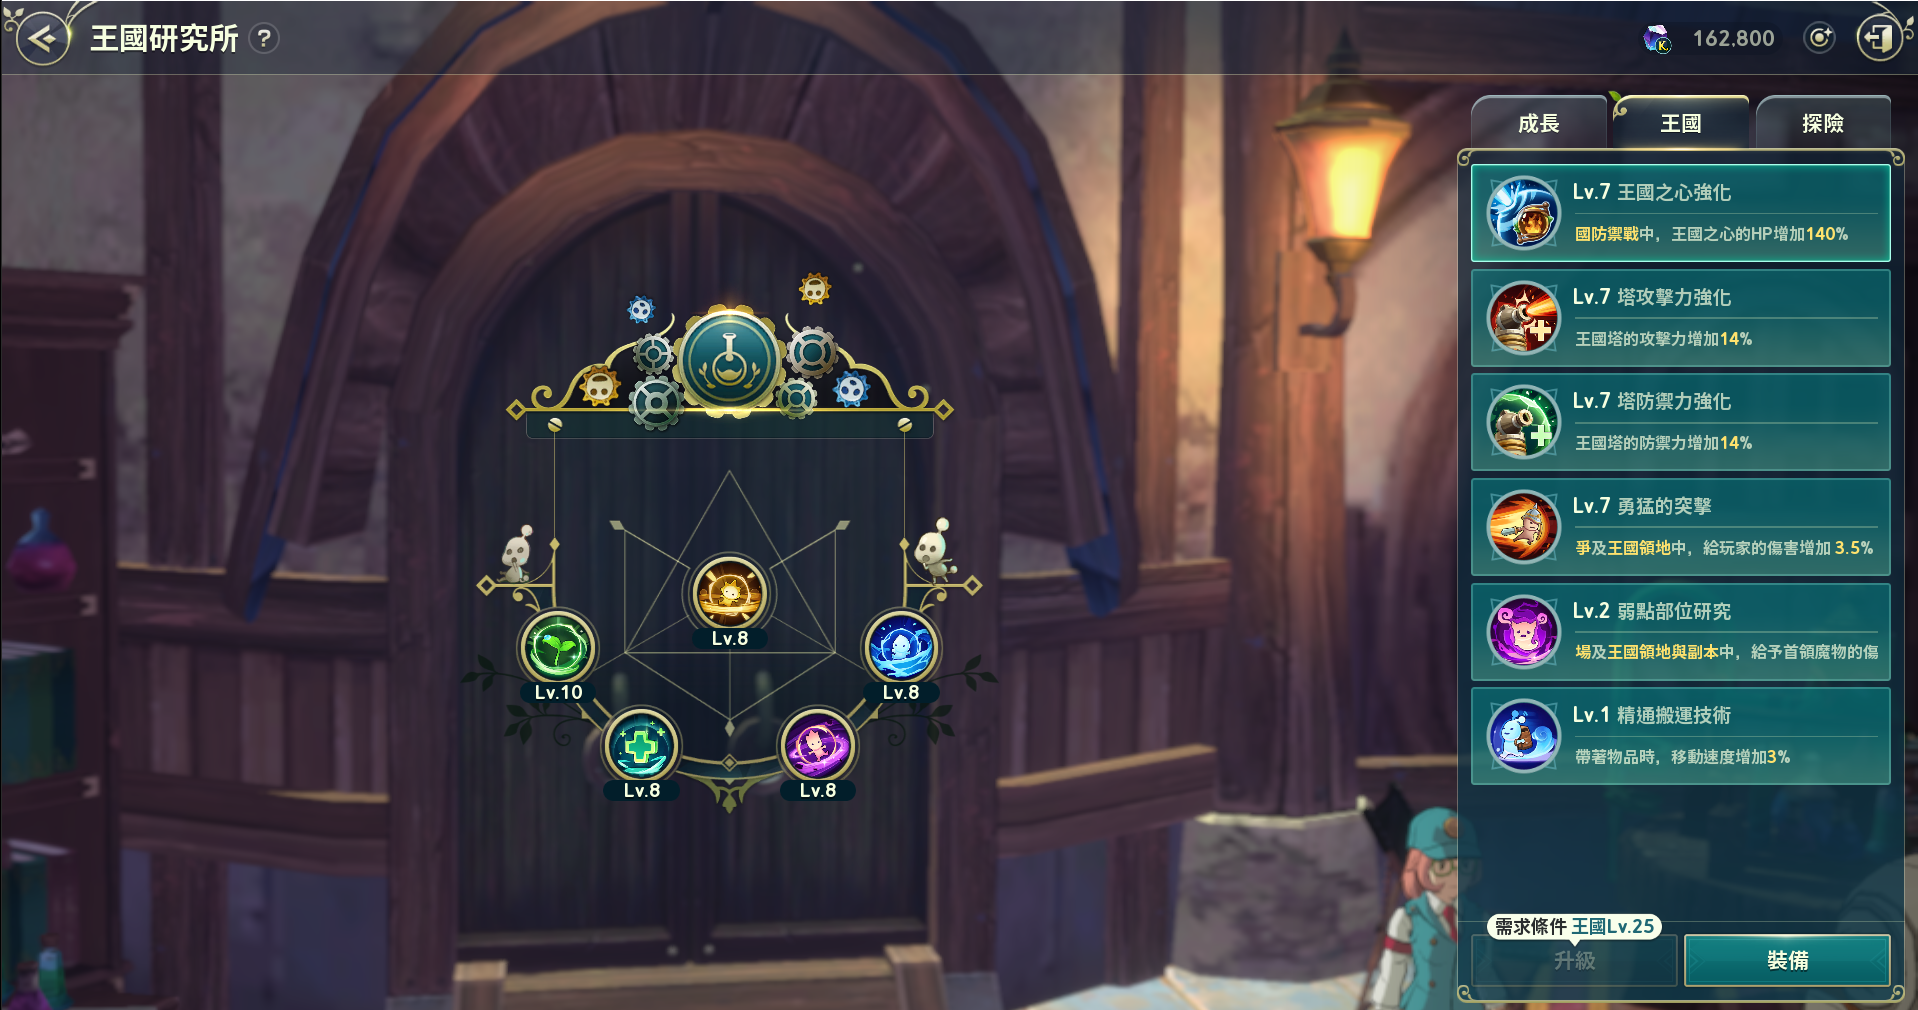 王國研究所 ?
K 162,800
成長 王國 探險
Lv.7 王國之心強化
國防禦戰中, 王國之心的HP增加140%
Lv.7 塔攻擊力強化
王國塔的攻擊力增加14%
Lv.7 塔防禦力強化
王國塔的防禦力增加14%
Lv.7 勇猛的突擊
爭及王國領地中, 給玩家的傷害增加 3.5%
Lv.2 弱點部位研究
場及王國領地與副本中, 給予首領魔物的傷
Lv.1 精通搬運技術
帶著物品時, 移動速度增加3%
Lv.8
Lv.10
Lv.8
Lv.8
Lv.8
需求條件 王國Lv.25
升級
裝備